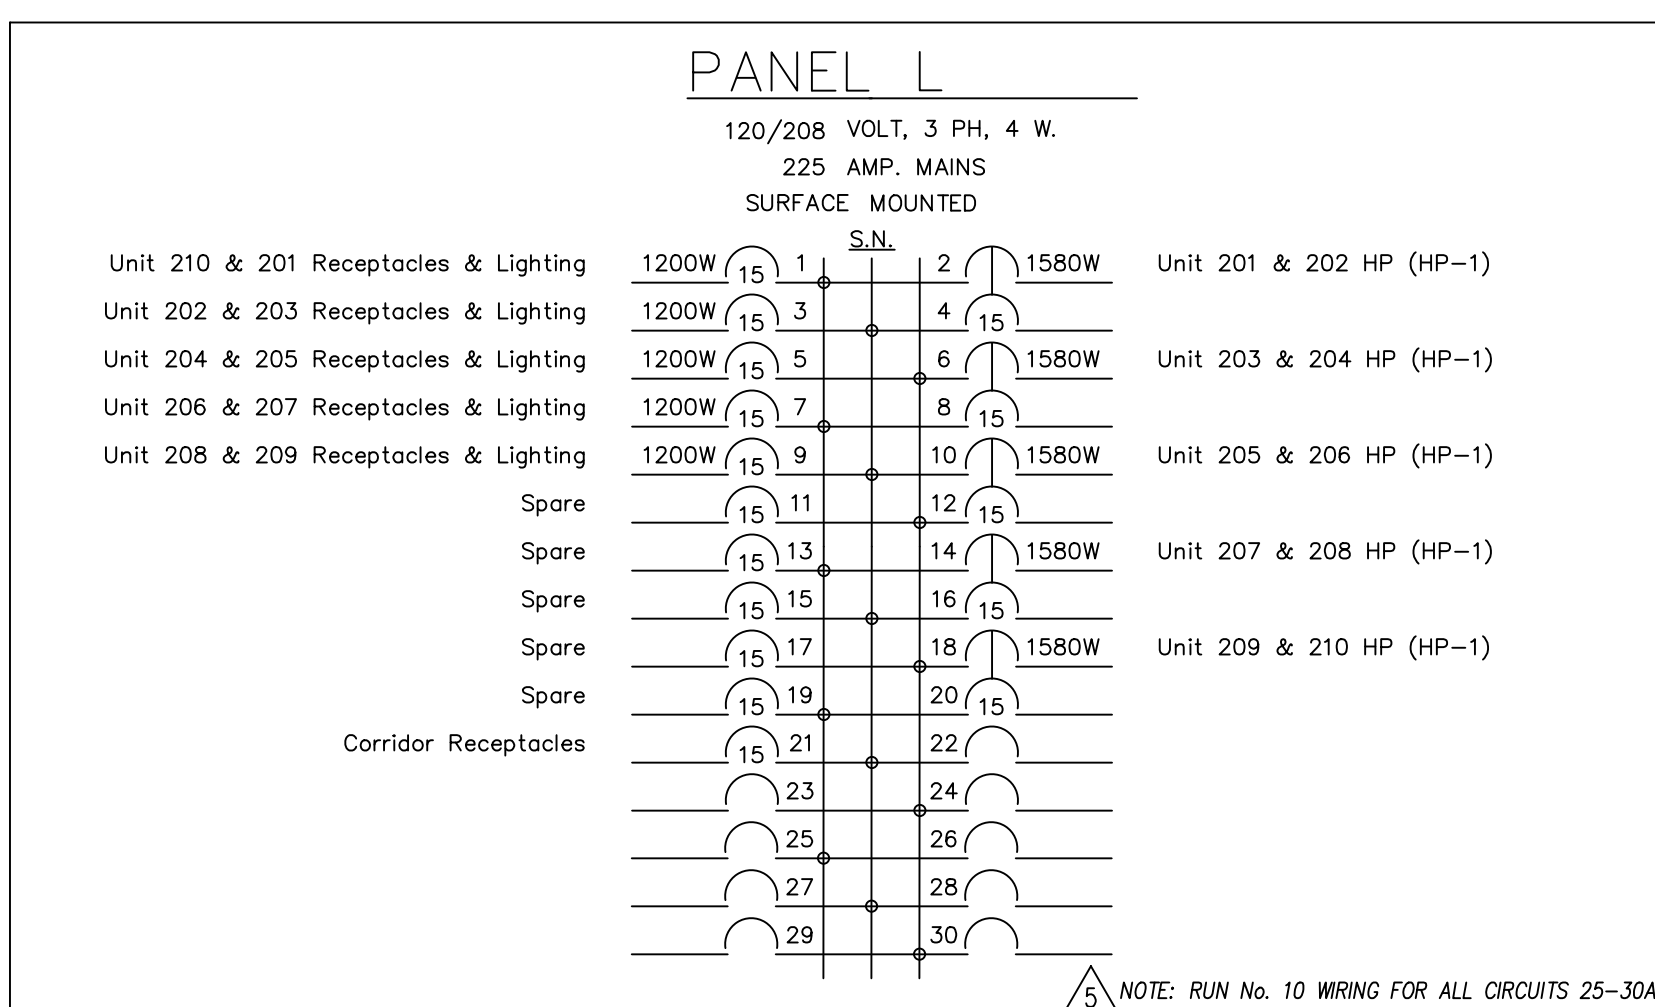 PANEL L
120/208 VOLT, 3 PH, 4 W.
225 AMP. MAINS
SURFACE MOUNTED
S.N.
Unit 210 & 201 Receptacles & Lighting 1200W 15 1 2 1580W Unit 201 & 202 HP (HP-1)
Unit 202 & 203 Receptacles & Lighting 1200W 15 3 4 15
Unit 204 & 205 Receptacles & Lighting 1200W 15 5 6 1580W Unit 203 & 204 HP (HP-1)
Unit 206 & 207 Receptacles & Lighting 1200W 15 7 8 15
Unit 208 & 209 Receptacles & Lighting 1200W 15 9 10 1580W Unit 205 & 206 HP (HP-1)
Spare 15 11 12 15
Spare 15 13 14 1580W Unit 207 & 208 HP (HP-1)
Spare 15 15 16 15
Spare 15 17 18 1580W Unit 209 & 210 HP (HP-1)
Spare 15 19 20 15
Corridor Receptacles 15 21 22
23 24
25 26
27 28
29 30
5 NOTE: RUN No. 10 WIRING FOR ALL CIRCUITS 25-30A